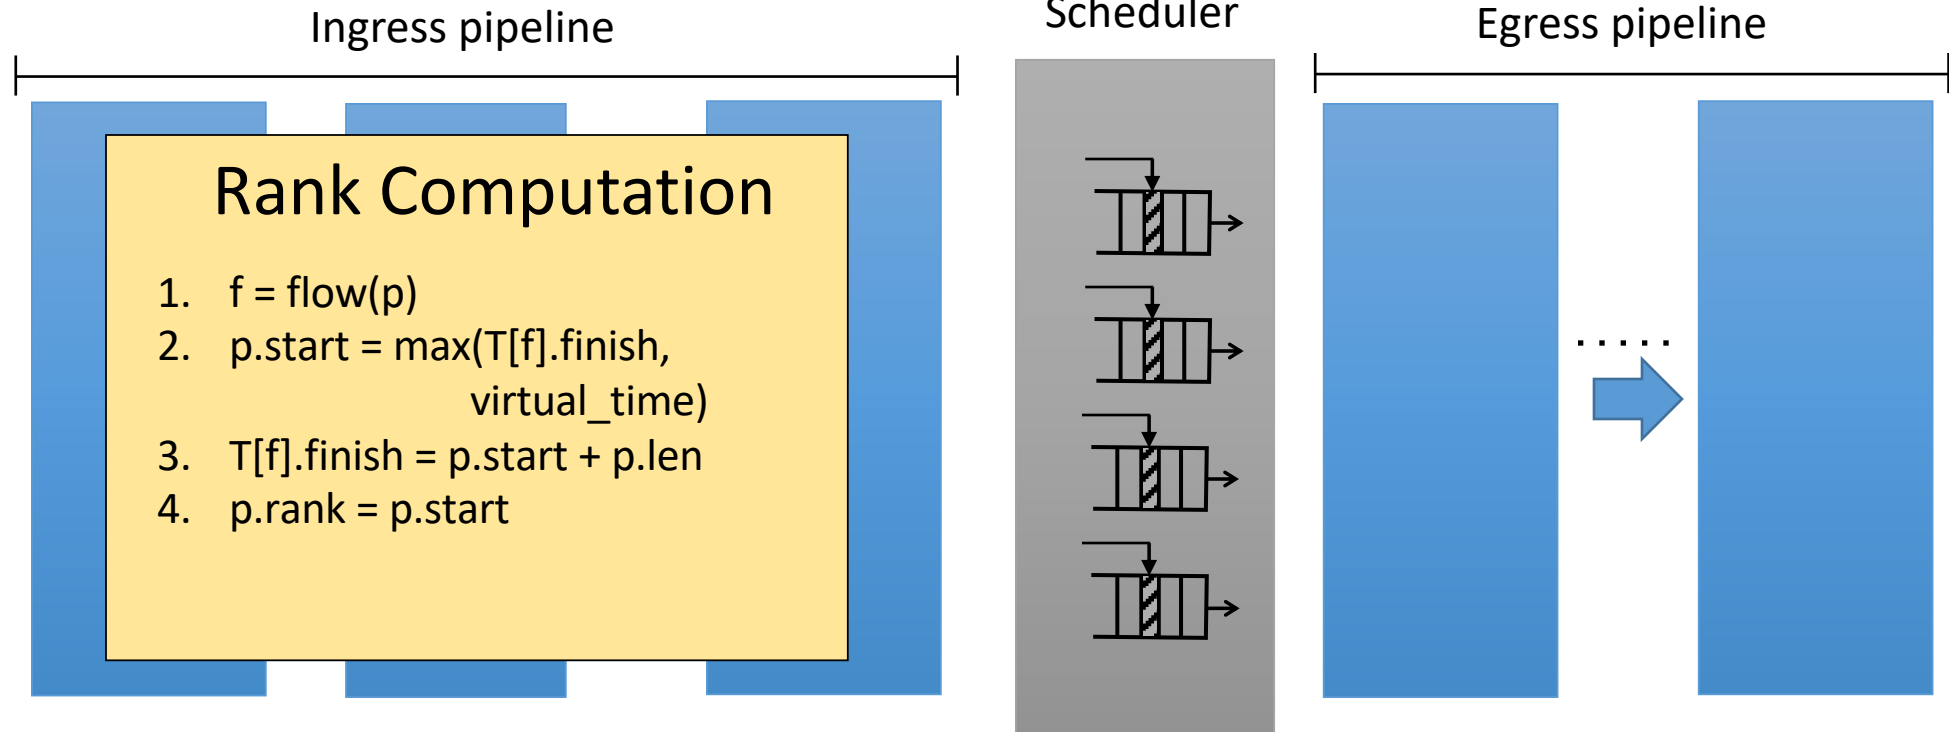 Ingress pipeline
Scheduler
Egress pipeline
Rank Computation
1. f = flow(p)
2. p.start = max(T[f].finish,
virtual_time)
3. T[f].finish = p.start + p.len
4. p.rank = p.start
.....